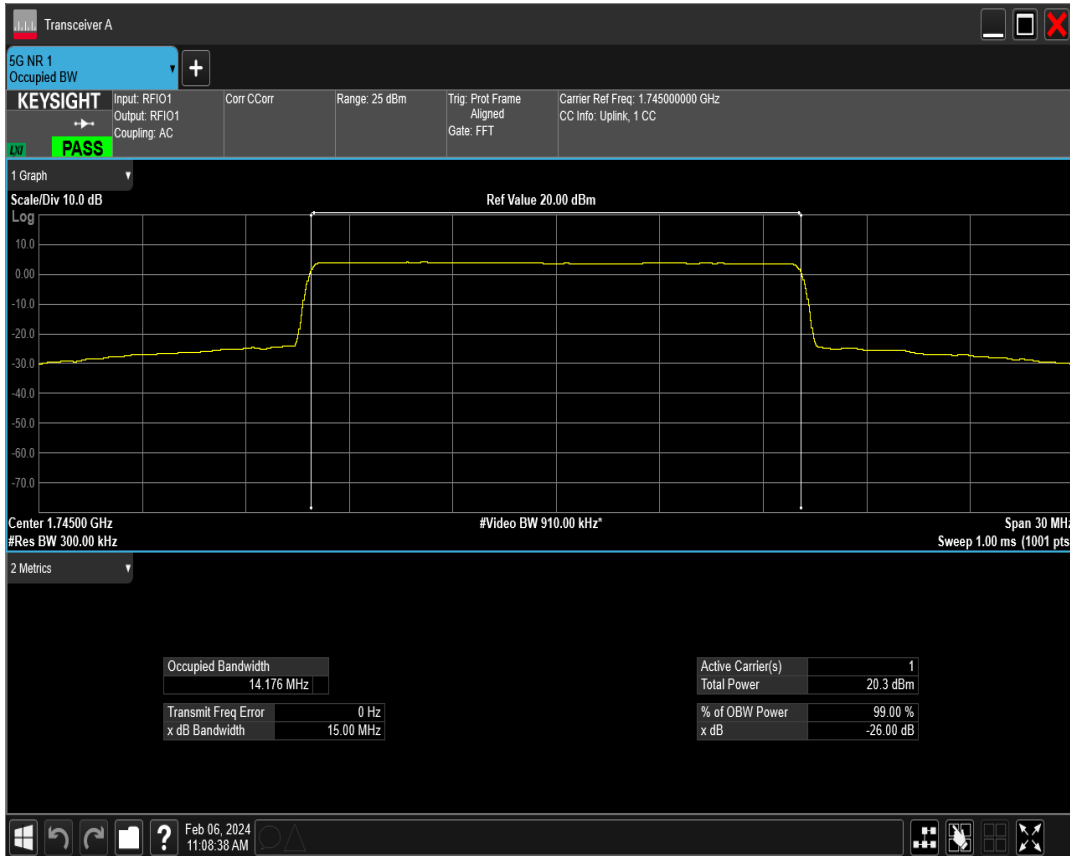 Transceiver A
5G NR 1
Occupied BW
KEYSIGHT
LXI
PASS
Input: RFIO1
Output: RFIO1
Coupling: AC
Corr CCorr
Range: 25 dBm
Trig: Prot Frame
Aligned
Gate: FFT
Carrier Ref Freq: 1.745000000 GHz
CC Info: Uplink, 1 CC
1 Graph
Scale/Div 10.0 dB
Ref Value 20.00 dBm
Log
10.0
0.00
-10.0
-20.0
-30.0
-40.0
-50.0
-60.0
-70.0
Center 1.74500 GHz
#Video BW 910.00 kHz*
Span 30 MHz
#Res BW 300.00 kHz
Sweep 1.00 ms (1001 pts
2 Metrics
Occupied Bandwidth
14.176 MHz
Transmit Freq Error 0 Hz
x dB Bandwidth 15.00 MHz
Active Carrier(s) 1
Total Power 20.3 dBm
% of OBW Power 99.00 %
x dB -26.00 dB
?
Feb 06, 2024
11:08:38 AM